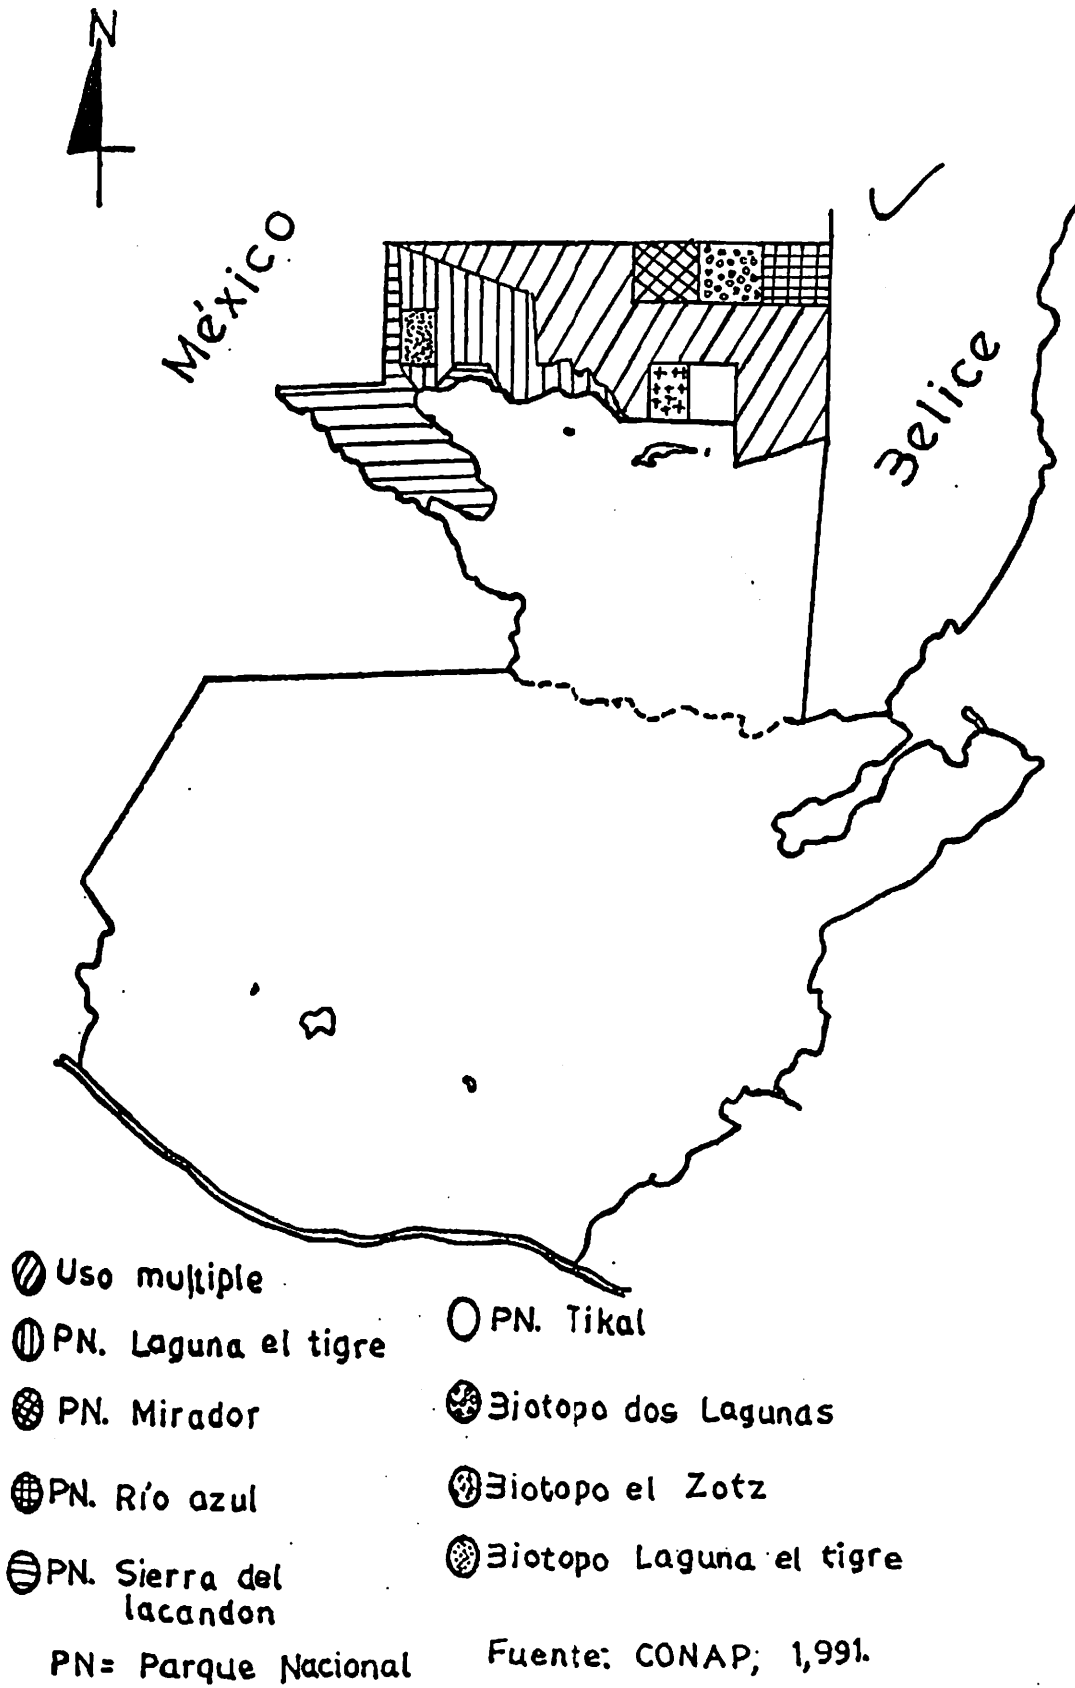 N
México
Belice
Uso multiple
PN. Laguna el tigre
PN. Mirador
PN. Río azul
PN. Sierra del
lacandon
PN= Parque Nacional
PN. Tikal
Biotopo dos Lagunas
Biotopo el Zotz
Biotopo Laguna el tigre
Fuente: CONAP; 1,991.